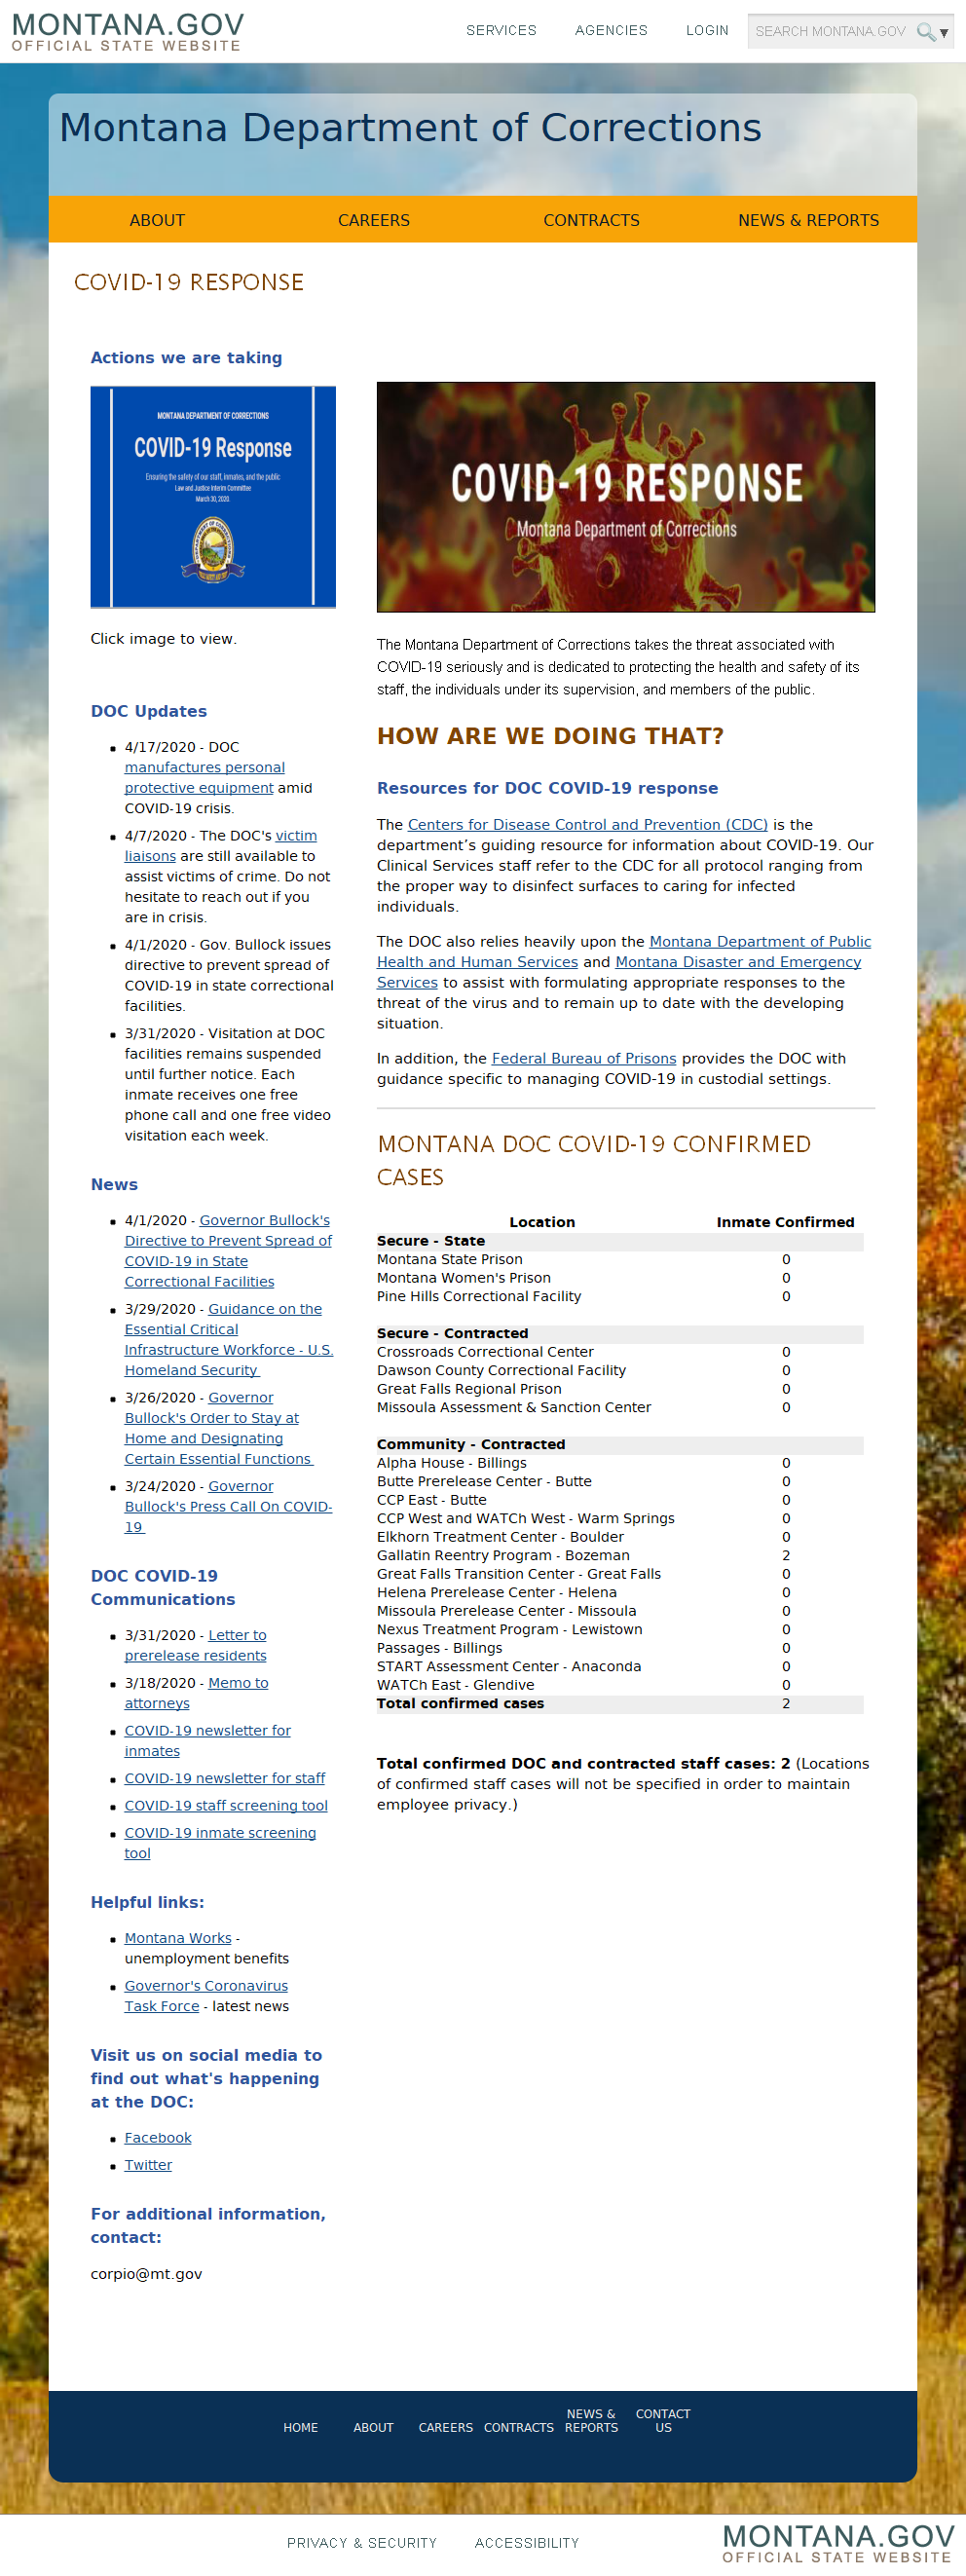 MONTANA.GOV
OFFICIAL STATE WEBSITE
SERVICES
AGENCIES
LOGIN
SEARCH MONTANA.GOV
Montana Department of Corrections
ABOUT
CAREERS
CONTRACTS
NEWS & REPORTS
COVID-19 RESPONSE
Actions we are taking
MONTANA DEPARTMENT OF CORRECTIONS
COVID-19 Response
Ensuring the safety of our staff, inmates, and the public
Law and Justice Interim Committee
March 30, 2020
Click image to view.
DOC Updates
4/17/2020 - DOC
manufactures personal
protective equipment amid
COVID-19 crisis.
4/7/2020 - The DOC's victim
liaisons are still available to
assist victims of crime. Do not
hesitate to reach out if you
are in crisis.
4/1/2020 - Gov. Bullock issues
directive to prevent spread of
COVID-19 in state correctional
facilities.
3/31/2020 - Visitation at DOC
facilities remains suspended
until further notice. Each
inmate receives one free
phone call and one free video
visitation each week.
News
4/1/2020 - Governor Bullock's
Directive to Prevent Spread of
COVID-19 in State
Correctional Facilities
3/29/2020 - Guidance on the
Essential Critical
Infrastructure Workforce - U.S.
Homeland Security
3/26/2020 - Governor
Bullock's Order to Stay at
Home and Designating
Certain Essential Functions
3/24/2020 - Governor
Bullock's Press Call On COVID-
19
DOC COVID-19
Communications
3/31/2020 - Letter to
prerelease residents
3/18/2020 - Memo to
attorneys
COVID-19 newsletter for
inmates
COVID-19 newsletter for staff
COVID-19 staff screening tool
COVID-19 inmate screening
tool
Helpful links:
Montana Works -
unemployment benefits
Governor's Coronavirus
Task Force - latest news
Visit us on social media to
find out what's happening
at the DOC:
Facebook
Twitter
For additional information,
contact:
corpio@mt.gov
COVID-19 RESPONSE
Montana Department of Corrections
The Montana Department of Corrections takes the threat associated with
COVID-19 seriously and is dedicated to protecting the health and safety of its
staff, the individuals under its supervision, and members of the public.
HOW ARE WE DOING THAT?
Resources for DOC COVID-19 response
The Centers for Disease Control and Prevention (CDC) is the
department’s guiding resource for information about COVID-19. Our
Clinical Services staff refer to the CDC for all protocol ranging from
the proper way to disinfect surfaces to caring for infected
individuals.
The DOC also relies heavily upon the Montana Department of Public
Health and Human Services and Montana Disaster and Emergency
Services to assist with formulating appropriate responses to the
threat of the virus and to remain up to date with the developing
situation.
In addition, the Federal Bureau of Prisons provides the DOC with
guidance specific to managing COVID-19 in custodial settings.
MONTANA DOC COVID-19 CONFIRMED
CASES
Location Inmate Confirmed
Secure - State
Montana State Prison 0
Montana Women's Prison 0
Pine Hills Correctional Facility 0
Secure - Contracted
Crossroads Correctional Center 0
Dawson County Correctional Facility 0
Great Falls Regional Prison 0
Missoula Assessment & Sanction Center 0
Community - Contracted
Alpha House - Billings 0
Butte Prerelease Center - Butte 0
CCP East - Butte 0
CCP West and WATCh West - Warm Springs 0
Elkhorn Treatment Center - Boulder 0
Gallatin Reentry Program - Bozeman 2
Great Falls Transition Center - Great Falls 0
Helena Prerelease Center - Helena 0
Missoula Prerelease Center - Missoula 0
Nexus Treatment Program - Lewistown 0
Passages - Billings 0
START Assessment Center - Anaconda 0
WATCh East - Glendive 0
Total confirmed cases 2
Total confirmed DOC and contracted staff cases: 2 (Locations
of confirmed staff cases will not be specified in order to maintain
employee privacy.)
HOME
ABOUT
CAREERS
CONTRACTS
NEWS &
REPORTS
CONTACT
US
PRIVACY & SECURITY
ACCESSIBILITY
MONTANA.GOV
OFFICIAL STATE WEBSITE